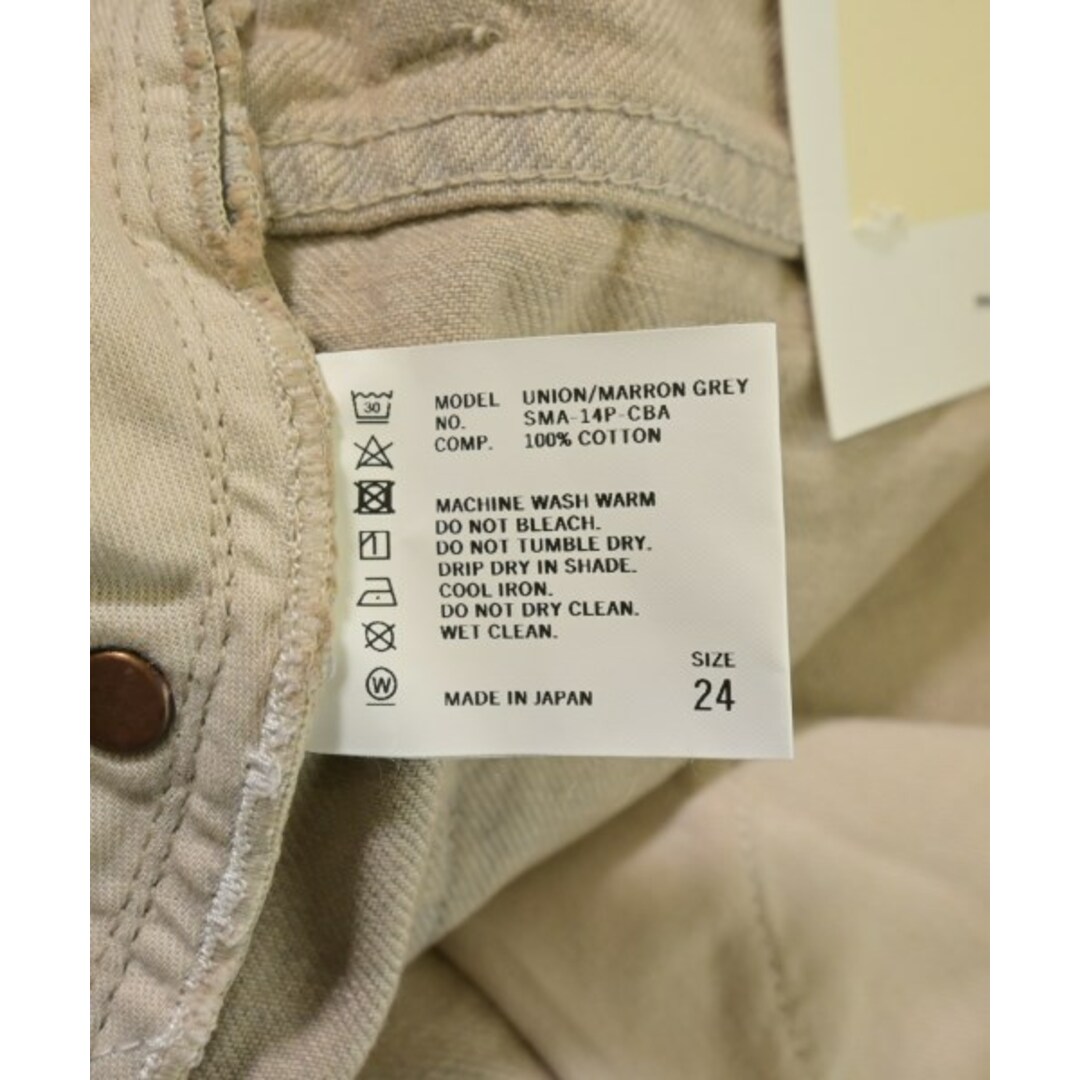 MODEL UNION/MARRON GREY
NO. SMA-14P-CBA
COMP. 100% COTTON
30
MACHINE WASH WARM
DO NOT BLEACH.
DO NOT TUMBLE DRY.
DRIP DRY IN SHADE.
COOL IRON.
DO NOT DRY CLEAN.
WET CLEAN.
W
MADE IN JAPAN
SIZE
24